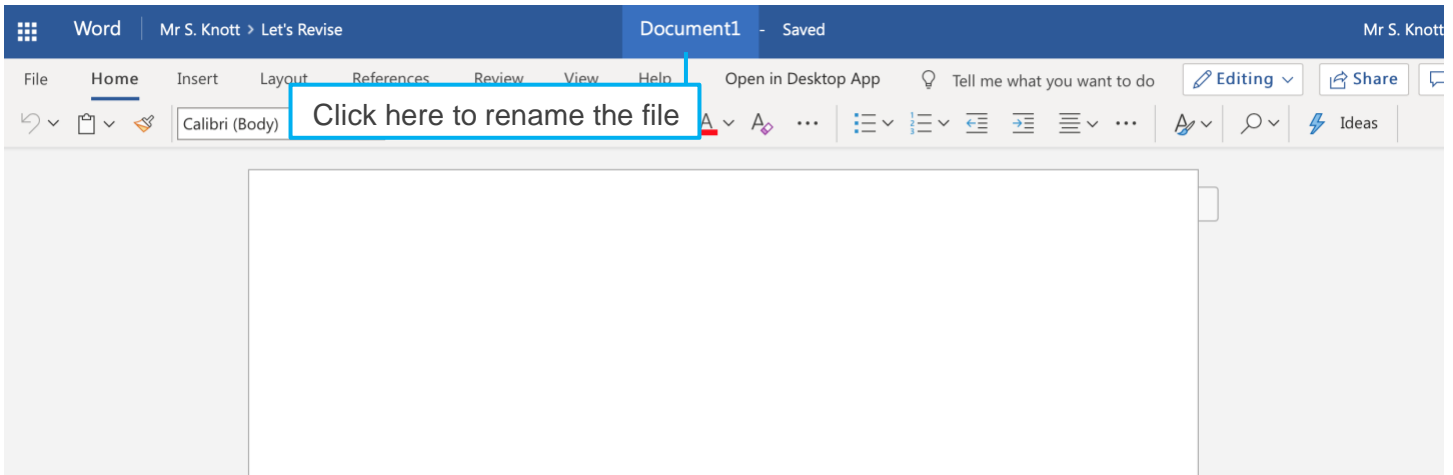 Word Mr S. Knott > Let's Revise Document1 - Saved Mr S. Knott
File Home Insert Layout References Review View Help Open in Desktop App Tell me what you want to do Editing Share
Click here to rename the file
Calibri (Body) A A Ideas